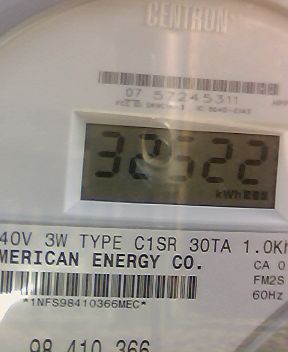 CENTRON
07 57245311
32522
kWh
40V 3W TYPE C1SR 30TA 1.0Kh
MERICAN ENERGY CO.
CA 0
FM2S
60Hz
*1NFS98410366MEC*
98 410 366